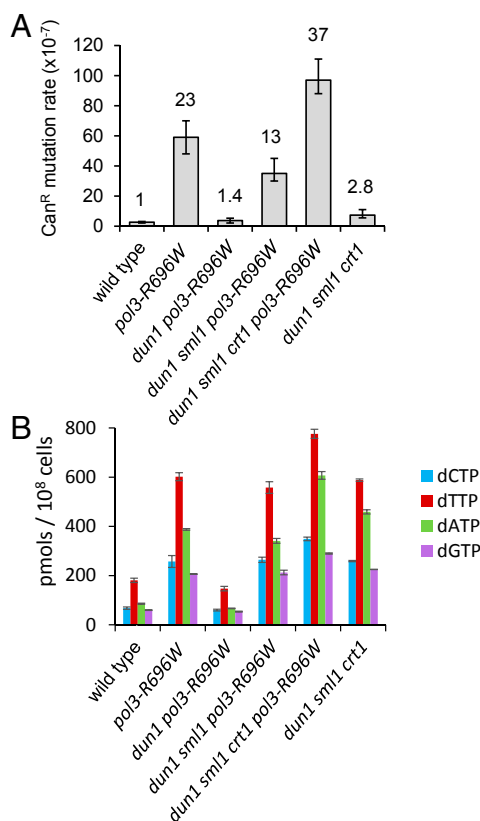 A
CanR mutation rate (x10-7)
120
100
80
60
40
20
0
1
23
1.4
13
37
2.8
wild type
pol3-R696W
dun1 pol3-R696W
dun1 sml1 pol3-R696W
dun1 sml1 crt1 pol3-R696W
dun1 sml1 crt1
B
pmols / 10⁸ cells
800
600
400
200
0
dCTP
dTTP
dATP
dGTP
wild type
pol3-R696W
dun1 pol3-R696W
dun1 sml1 pol3-R696W
dun1 sml1 crt1 pol3-R696W
dun1 sml1 crt1